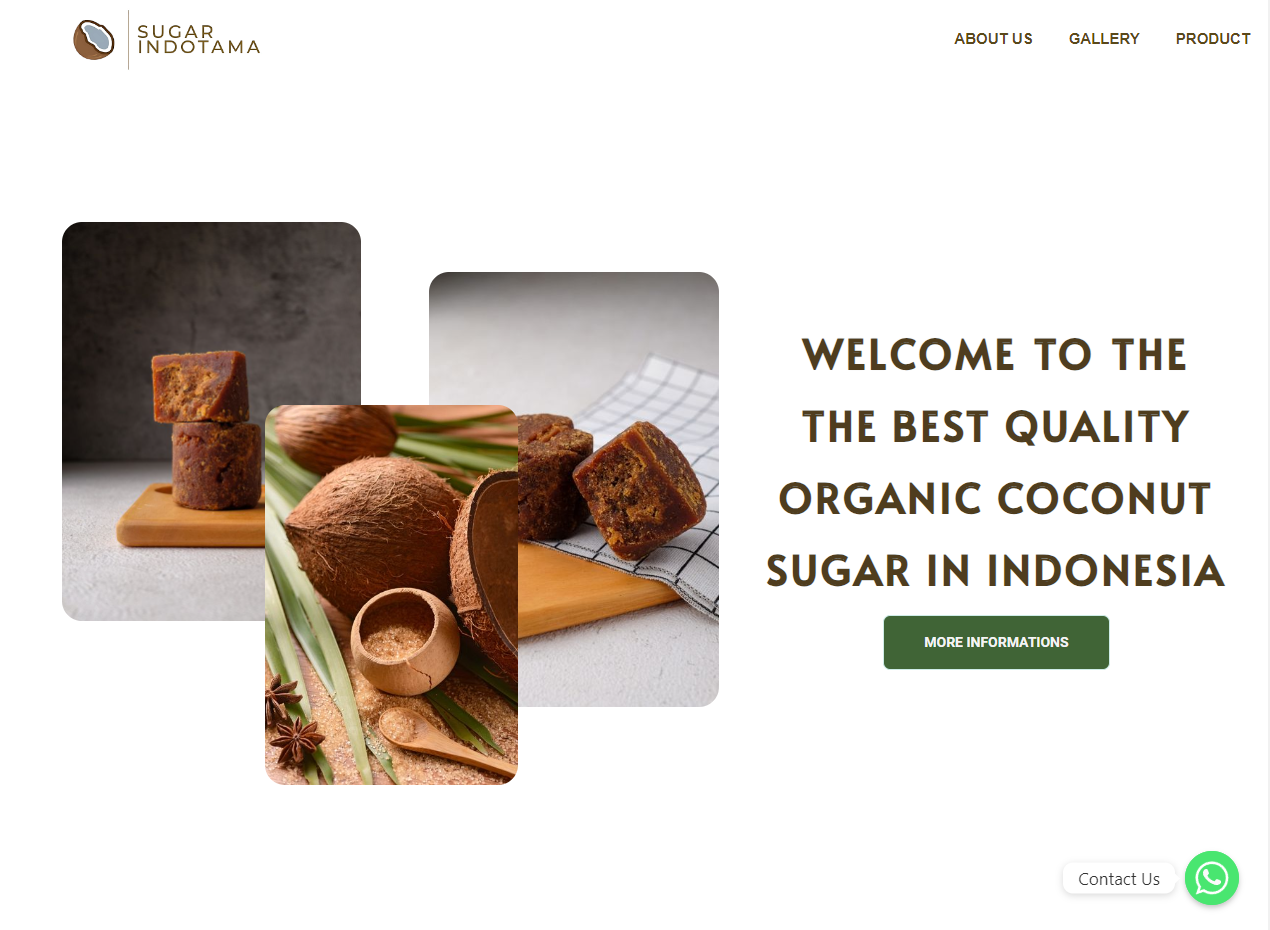 SUGAR
INDOTAMA
ABOUT US
GALLERY
PRODUCT
WELCOME TO THE
THE BEST QUALITY
ORGANIC COCONUT
SUGAR IN INDONESIA
MORE INFORMATIONS
Contact Us